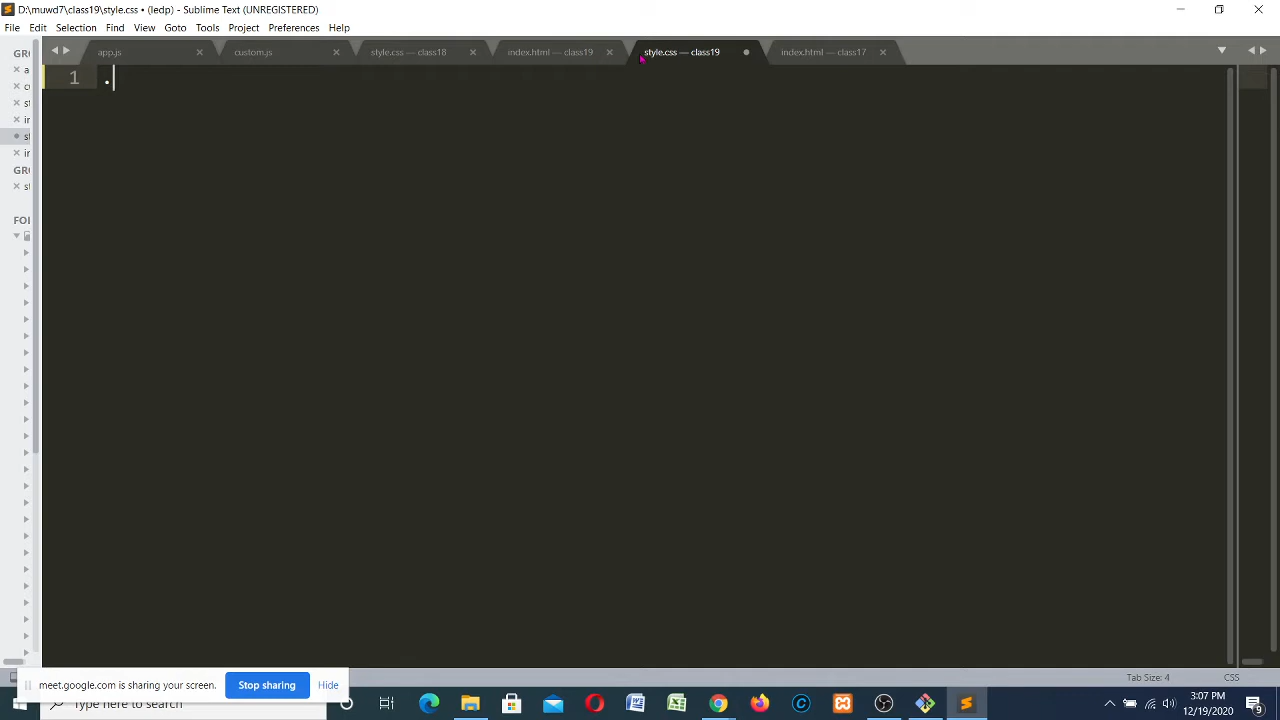 D:\muwd7\class19\style.css • (ledp) - Sublime Text (UNREGISTERED)
File Edit Selection Find View Goto Tools Project Preferences Help
app.js custom.js style.css — class18 index.html — class19 style.css — class19 index.html — class17
1 .
FOL
meet.google.com is sharing your screen. Stop sharing Hide
Tab Size: 4 CSS
Type here to search
3:07 PM
12/19/2020